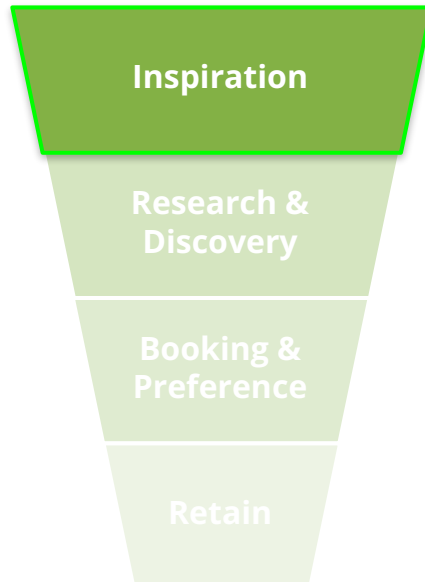 Inspiration
Research &
Discovery
Booking &
Preference
Retain